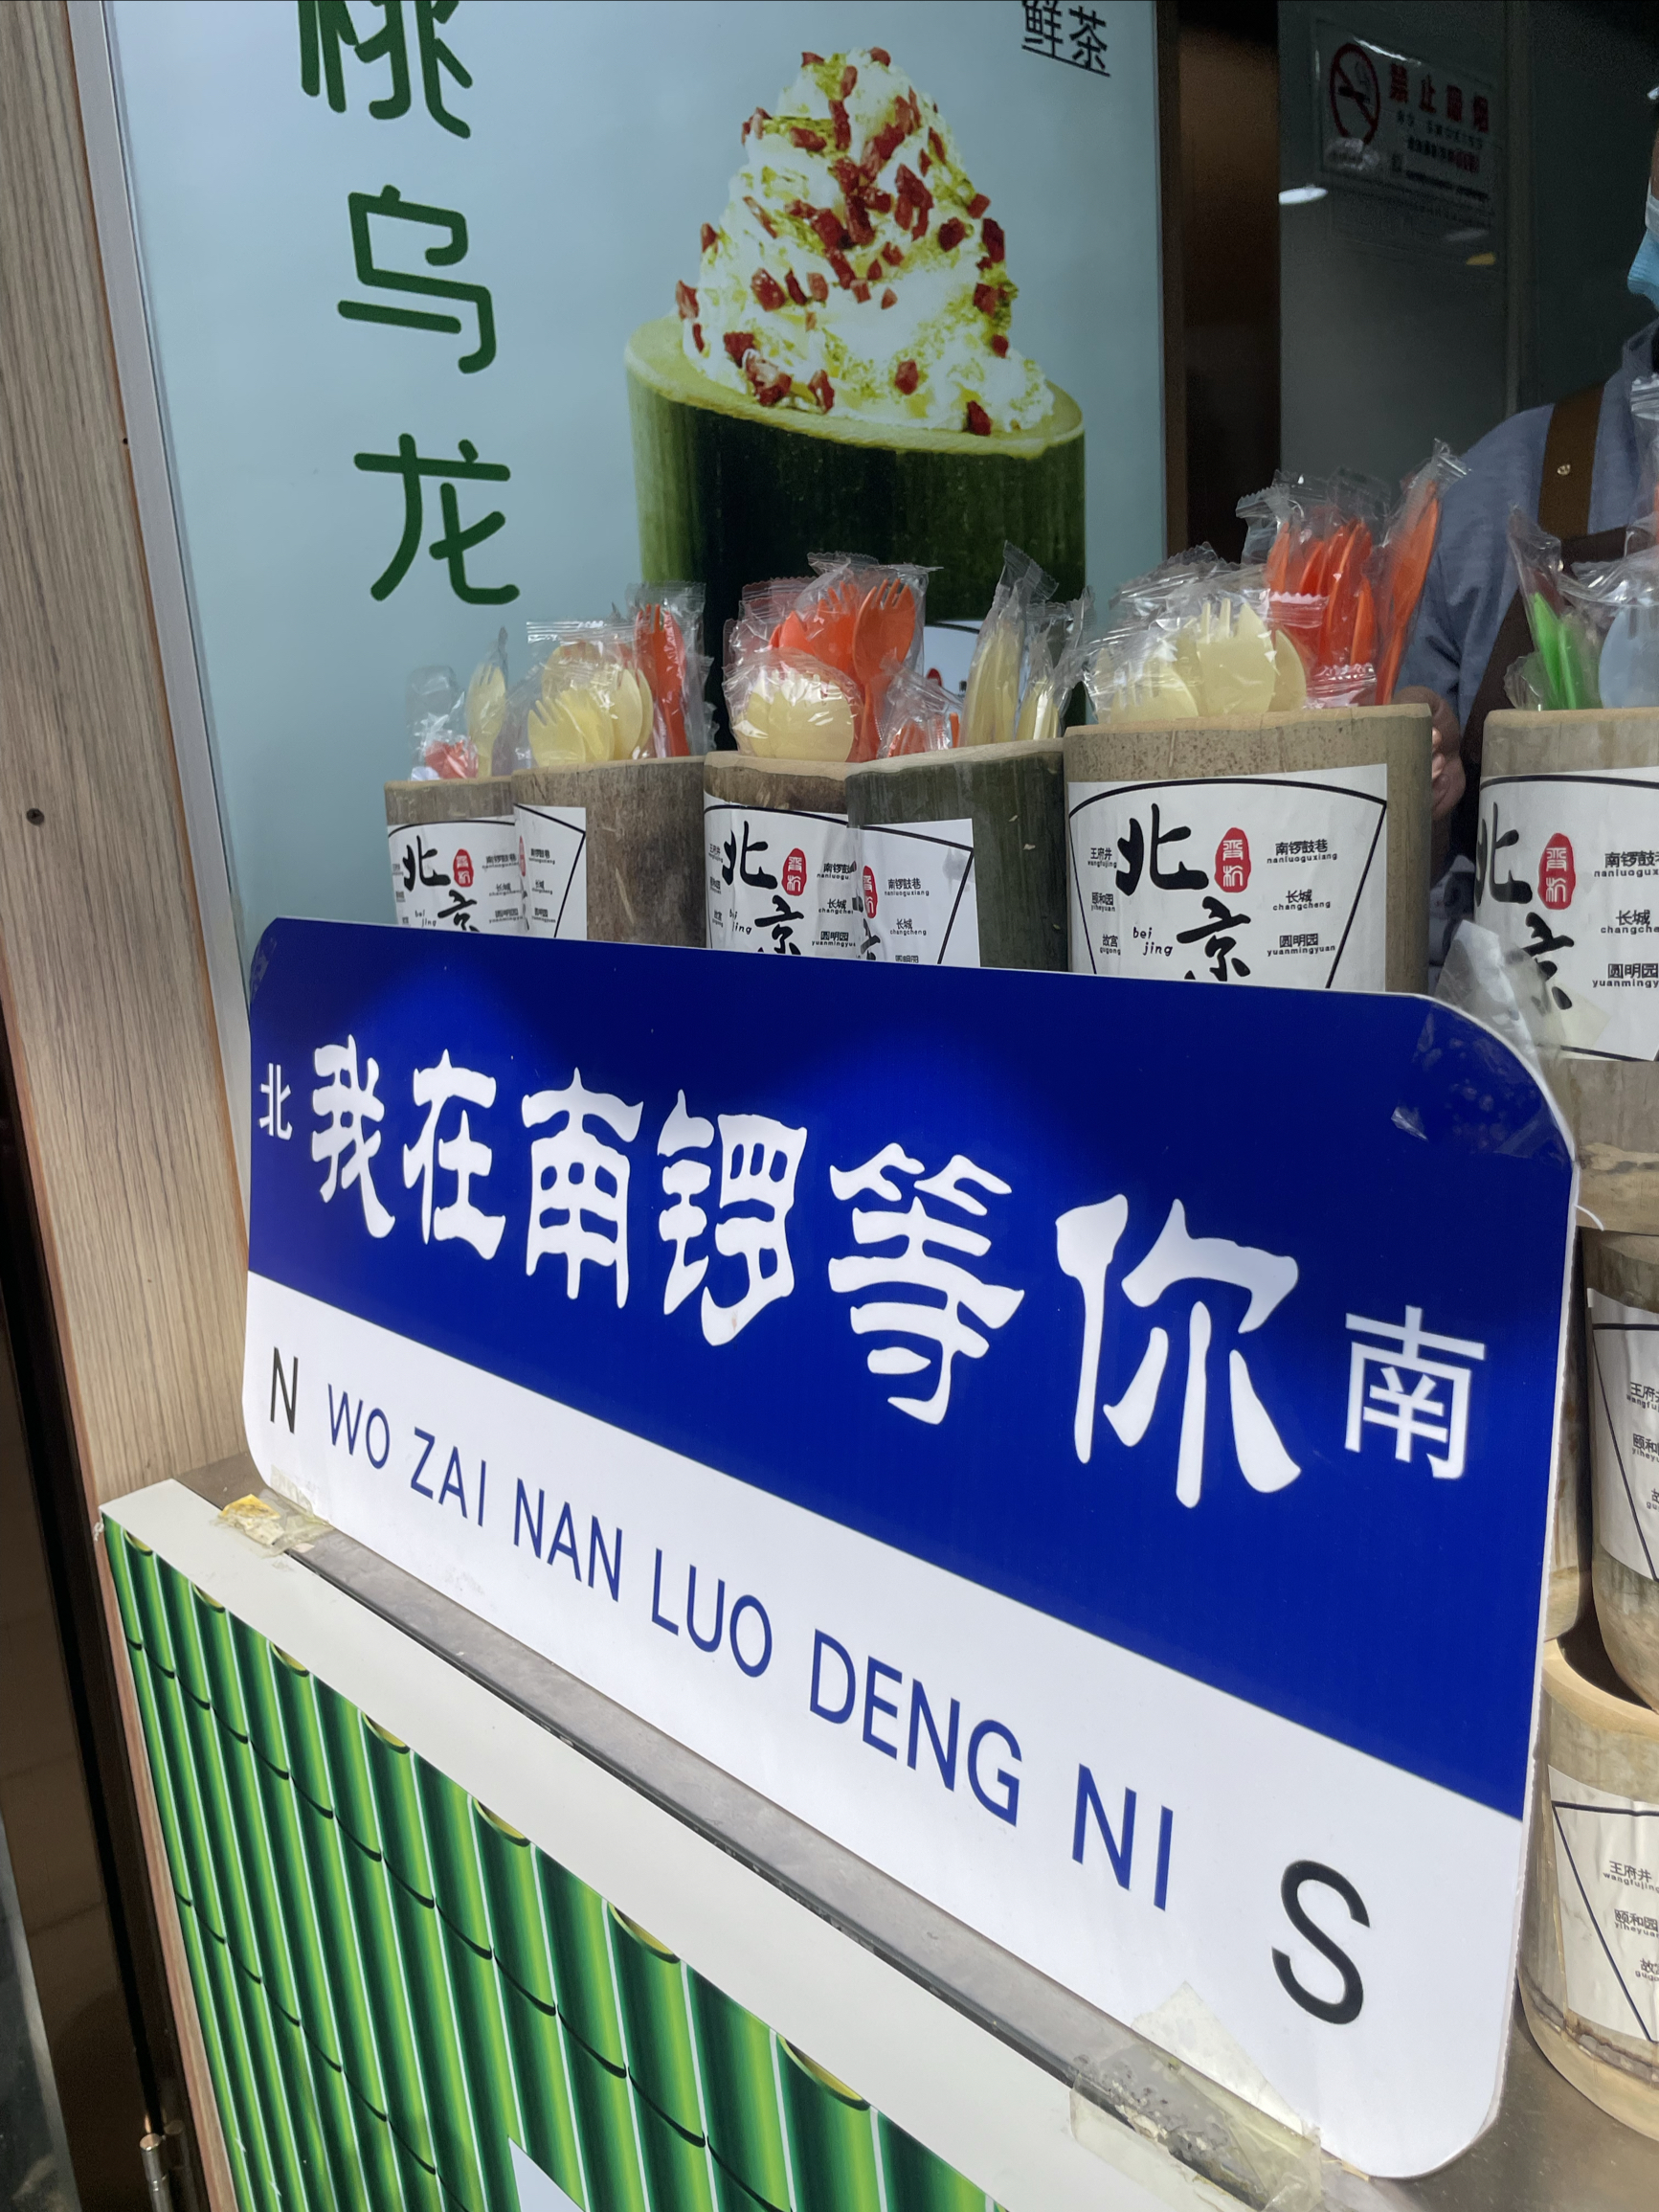 桃
乌
龙
鲜茶
禁止吸烟
北
京
bei
jing
南锣鼓巷
nanluoguxiang
长城
changcheng
圆明园
yuanmingyuan
王府井
wangfujing
颐和园
yiheyuan
故宫
gugong
北 我在南锣等你 南
N WO ZAI NAN LUO DENG NI S